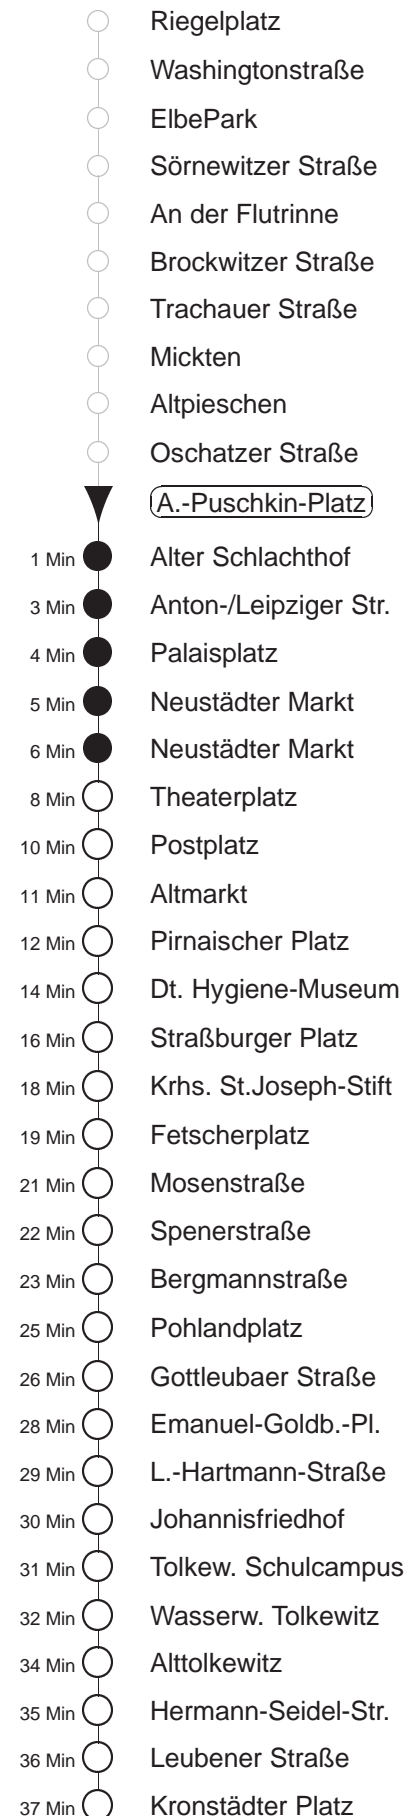 Riegelplatz
Washingtonstraße
ElbePark
Sörnewitzer Straße
An der Flutrinne
Brockwitzer Straße
Trachauer Straße
Mickten
Altpieschen
Oschatzer Straße
A.-Puschkin-Platz
1 Min Alter Schlachthof
3 Min Anton-/Leipziger Str.
4 Min Palaisplatz
5 Min Neustädter Markt
6 Min Neustädter Markt
8 Min Theaterplatz
10 Min Postplatz
11 Min Altmarkt
12 Min Pirnaischer Platz
14 Min Dt. Hygiene-Museum
16 Min Straßburger Platz
18 Min Krhs. St.Joseph-Stift
19 Min Fetscherplatz
21 Min Mosenstraße
22 Min Spenerstraße
23 Min Bergmannstraße
25 Min Pohlandplatz
26 Min Gottleubaer Straße
28 Min Emanuel-Goldb.-Pl.
29 Min L.-Hartmann-Straße
30 Min Johannisfriedhof
31 Min Tolkew. Schulcampus
32 Min Wasserw. Tolkewitz
34 Min Alttolkewitz
35 Min Hermann-Seidel-Str.
36 Min Leubener Straße
37 Min Kronstädter Platz